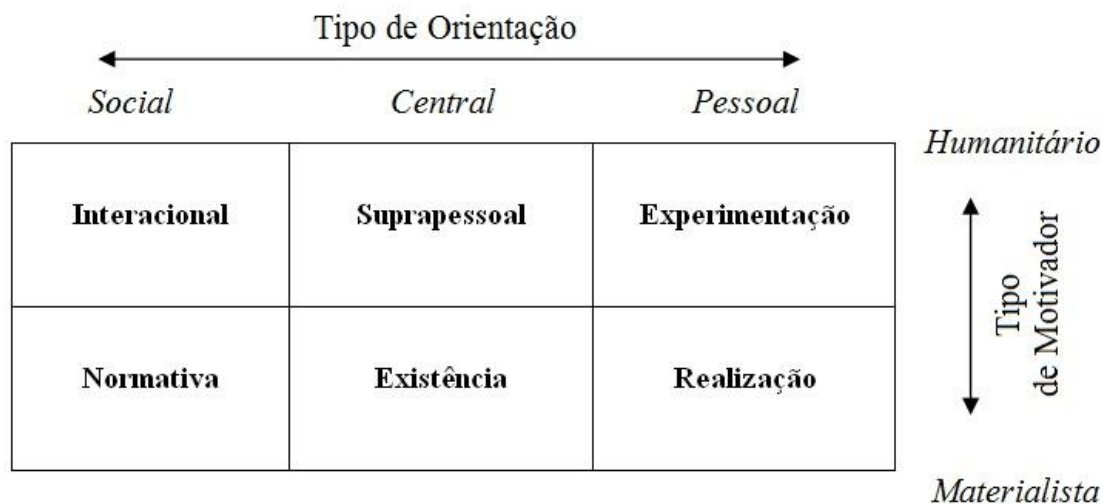 Tipo de Orientação
Social Central Pessoal
Humanitário
Interacional Suprapessoal Experimentação
Tipo
de Motivador
Normativa Existência Realização
Materialista